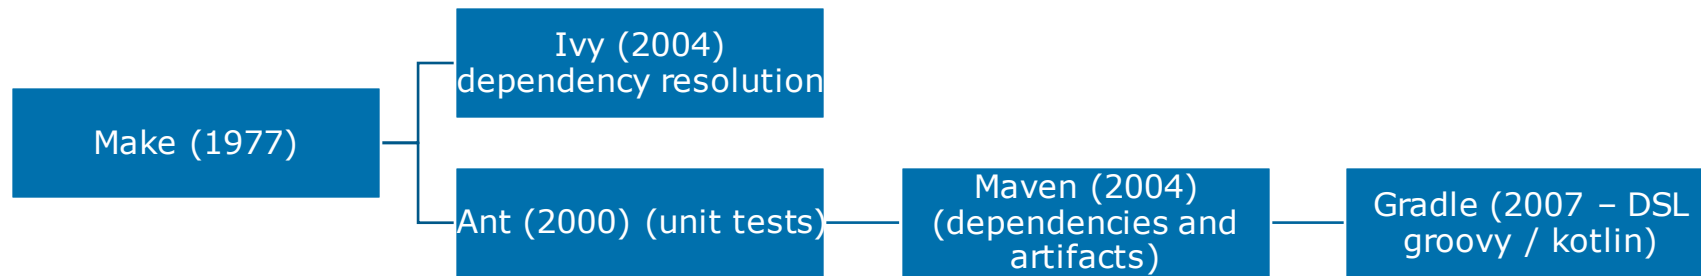 Make (1977)
Ivy (2004)
dependency resolution
Ant (2000) (unit tests)
Maven (2004)
(dependencies and
artifacts)
Gradle (2007 – DSL
groovy / kotlin)